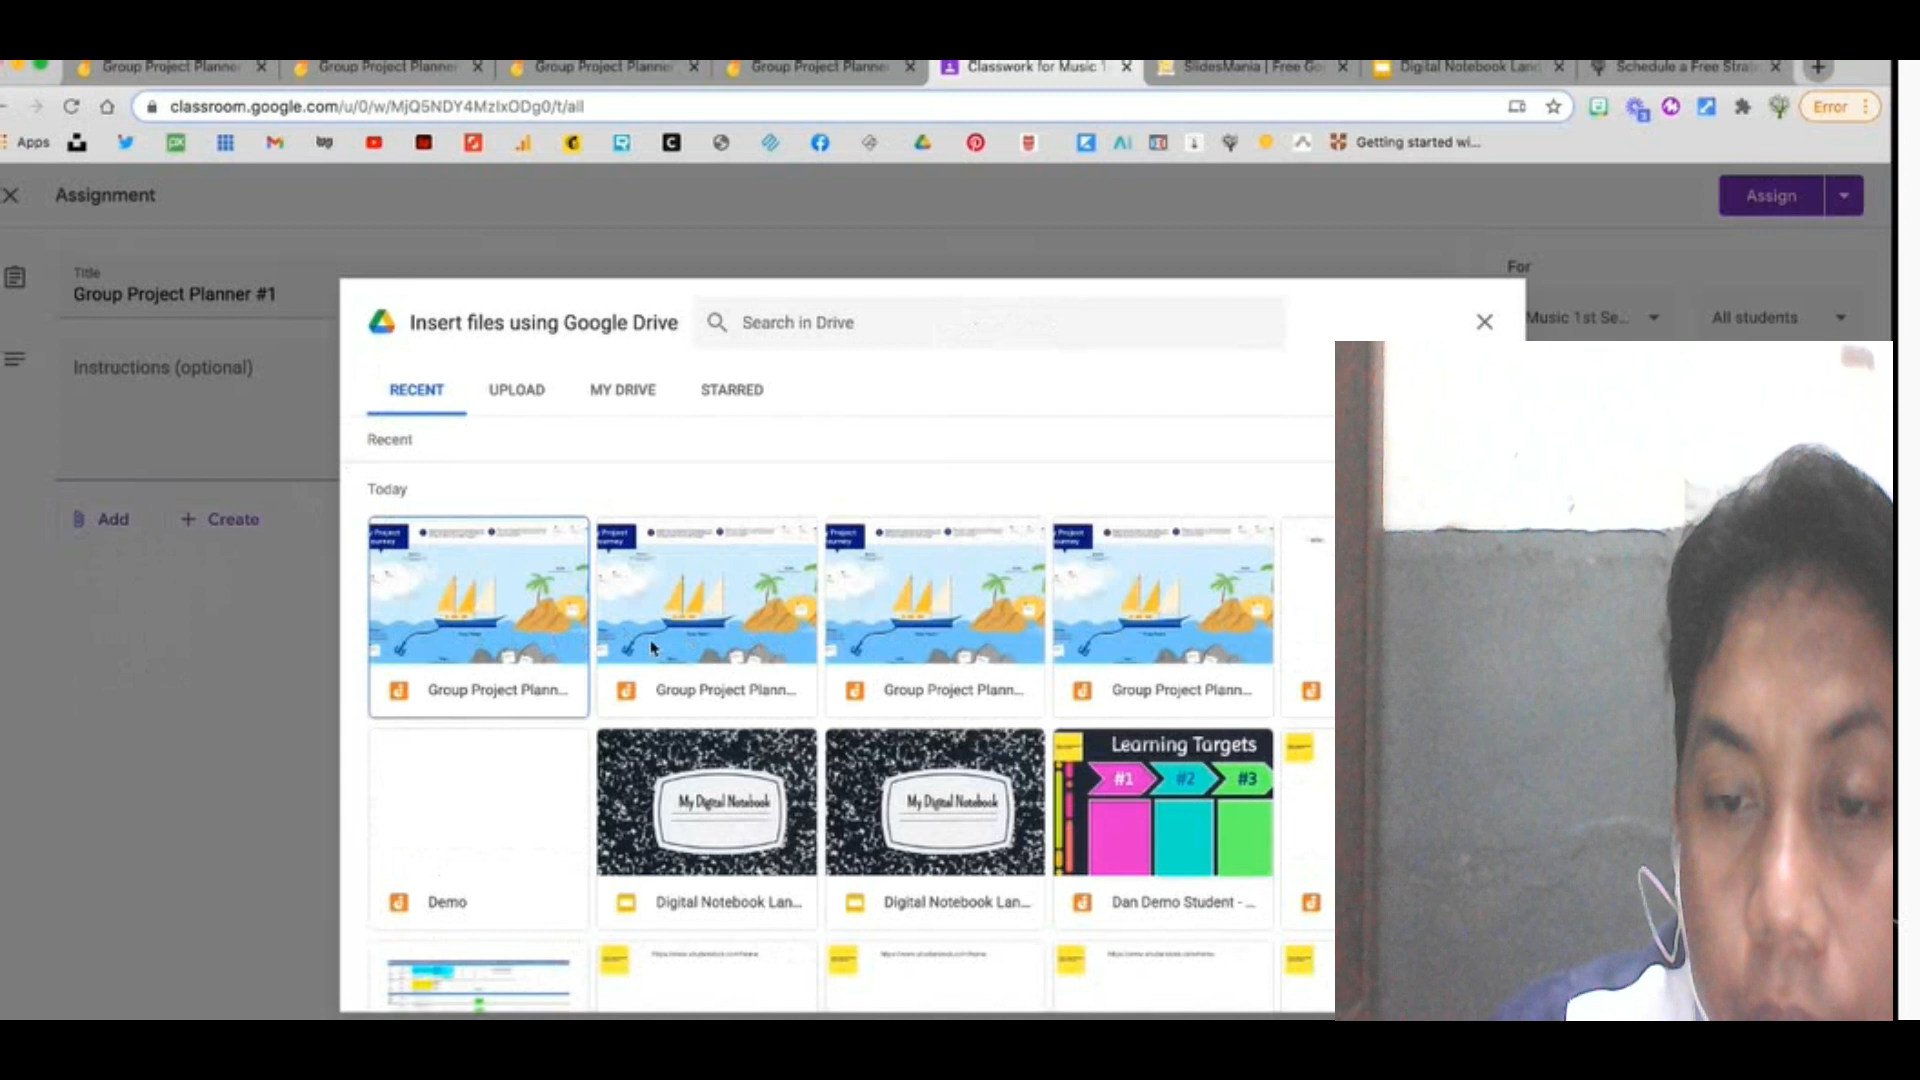 Group Project Planne
Group Project Planne
Group Project Planne
Group Project Planne
Classwork for Music 1
SlidesMania | Free Go
Digital Notebook Land
Schedule a Free Strat
classroom.google.com/u/0/w/MjQ5NDY4MzIxODg0/t/all
Error
Apps
Getting started wi...
Assignment
Assign
Title
Group Project Planner #1
For
Music 1st Se...
All students
Instructions (optional)
Add
Create
Insert files using Google Drive
Search in Drive
RECENT
UPLOAD
MY DRIVE
STARRED
Recent
Today
Group Project Plann...
Group Project Plann...
Group Project Plann...
Group Project Plann...
My Digital Notebook
My Digital Notebook
Learning Targets
#1
#2
#3
Demo
Digital Notebook Lan...
Digital Notebook Lan...
Dan Demo Student - ...